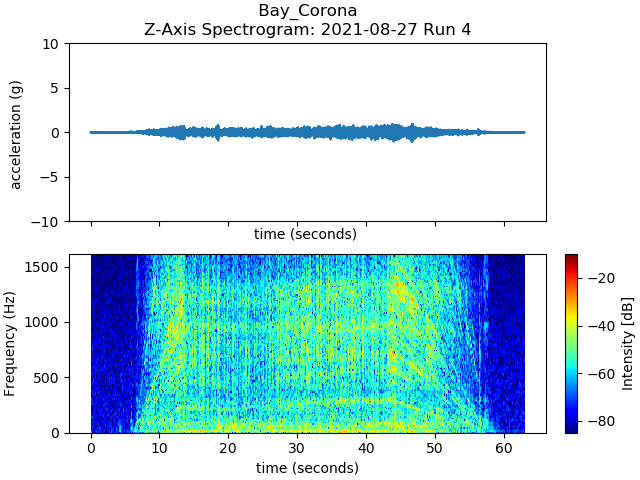 Bay_Corona
Z-Axis Spectrogram: 2021-08-27 Run 4
10
5
0
−5
−10
acceleration (g)
time (seconds)
1500
1000
500
0
Frequency (Hz)
0 10 20 30 40 50 60
time (seconds)
−20
−40
−60
−80
Intensity [dB]